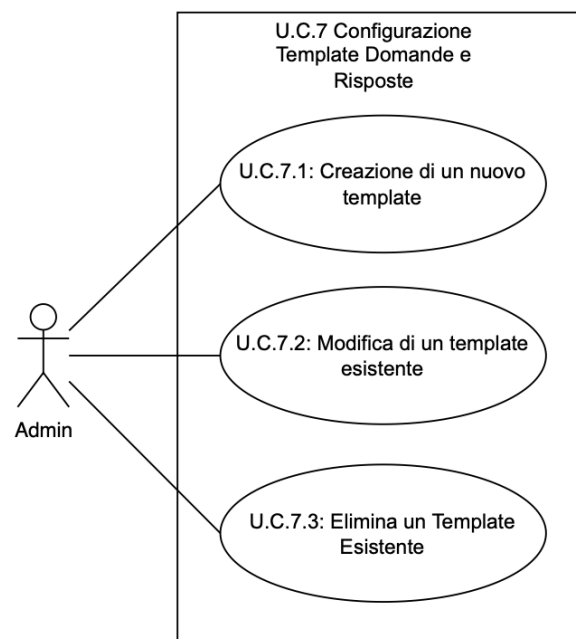 U.C.7 Configurazione
Template Domande e
Risposte
U.C.7.1: Creazione di un nuovo
template
U.C.7.2: Modifica di un template
esistente
Admin
U.C.7.3: Elimina un Template
Esistente